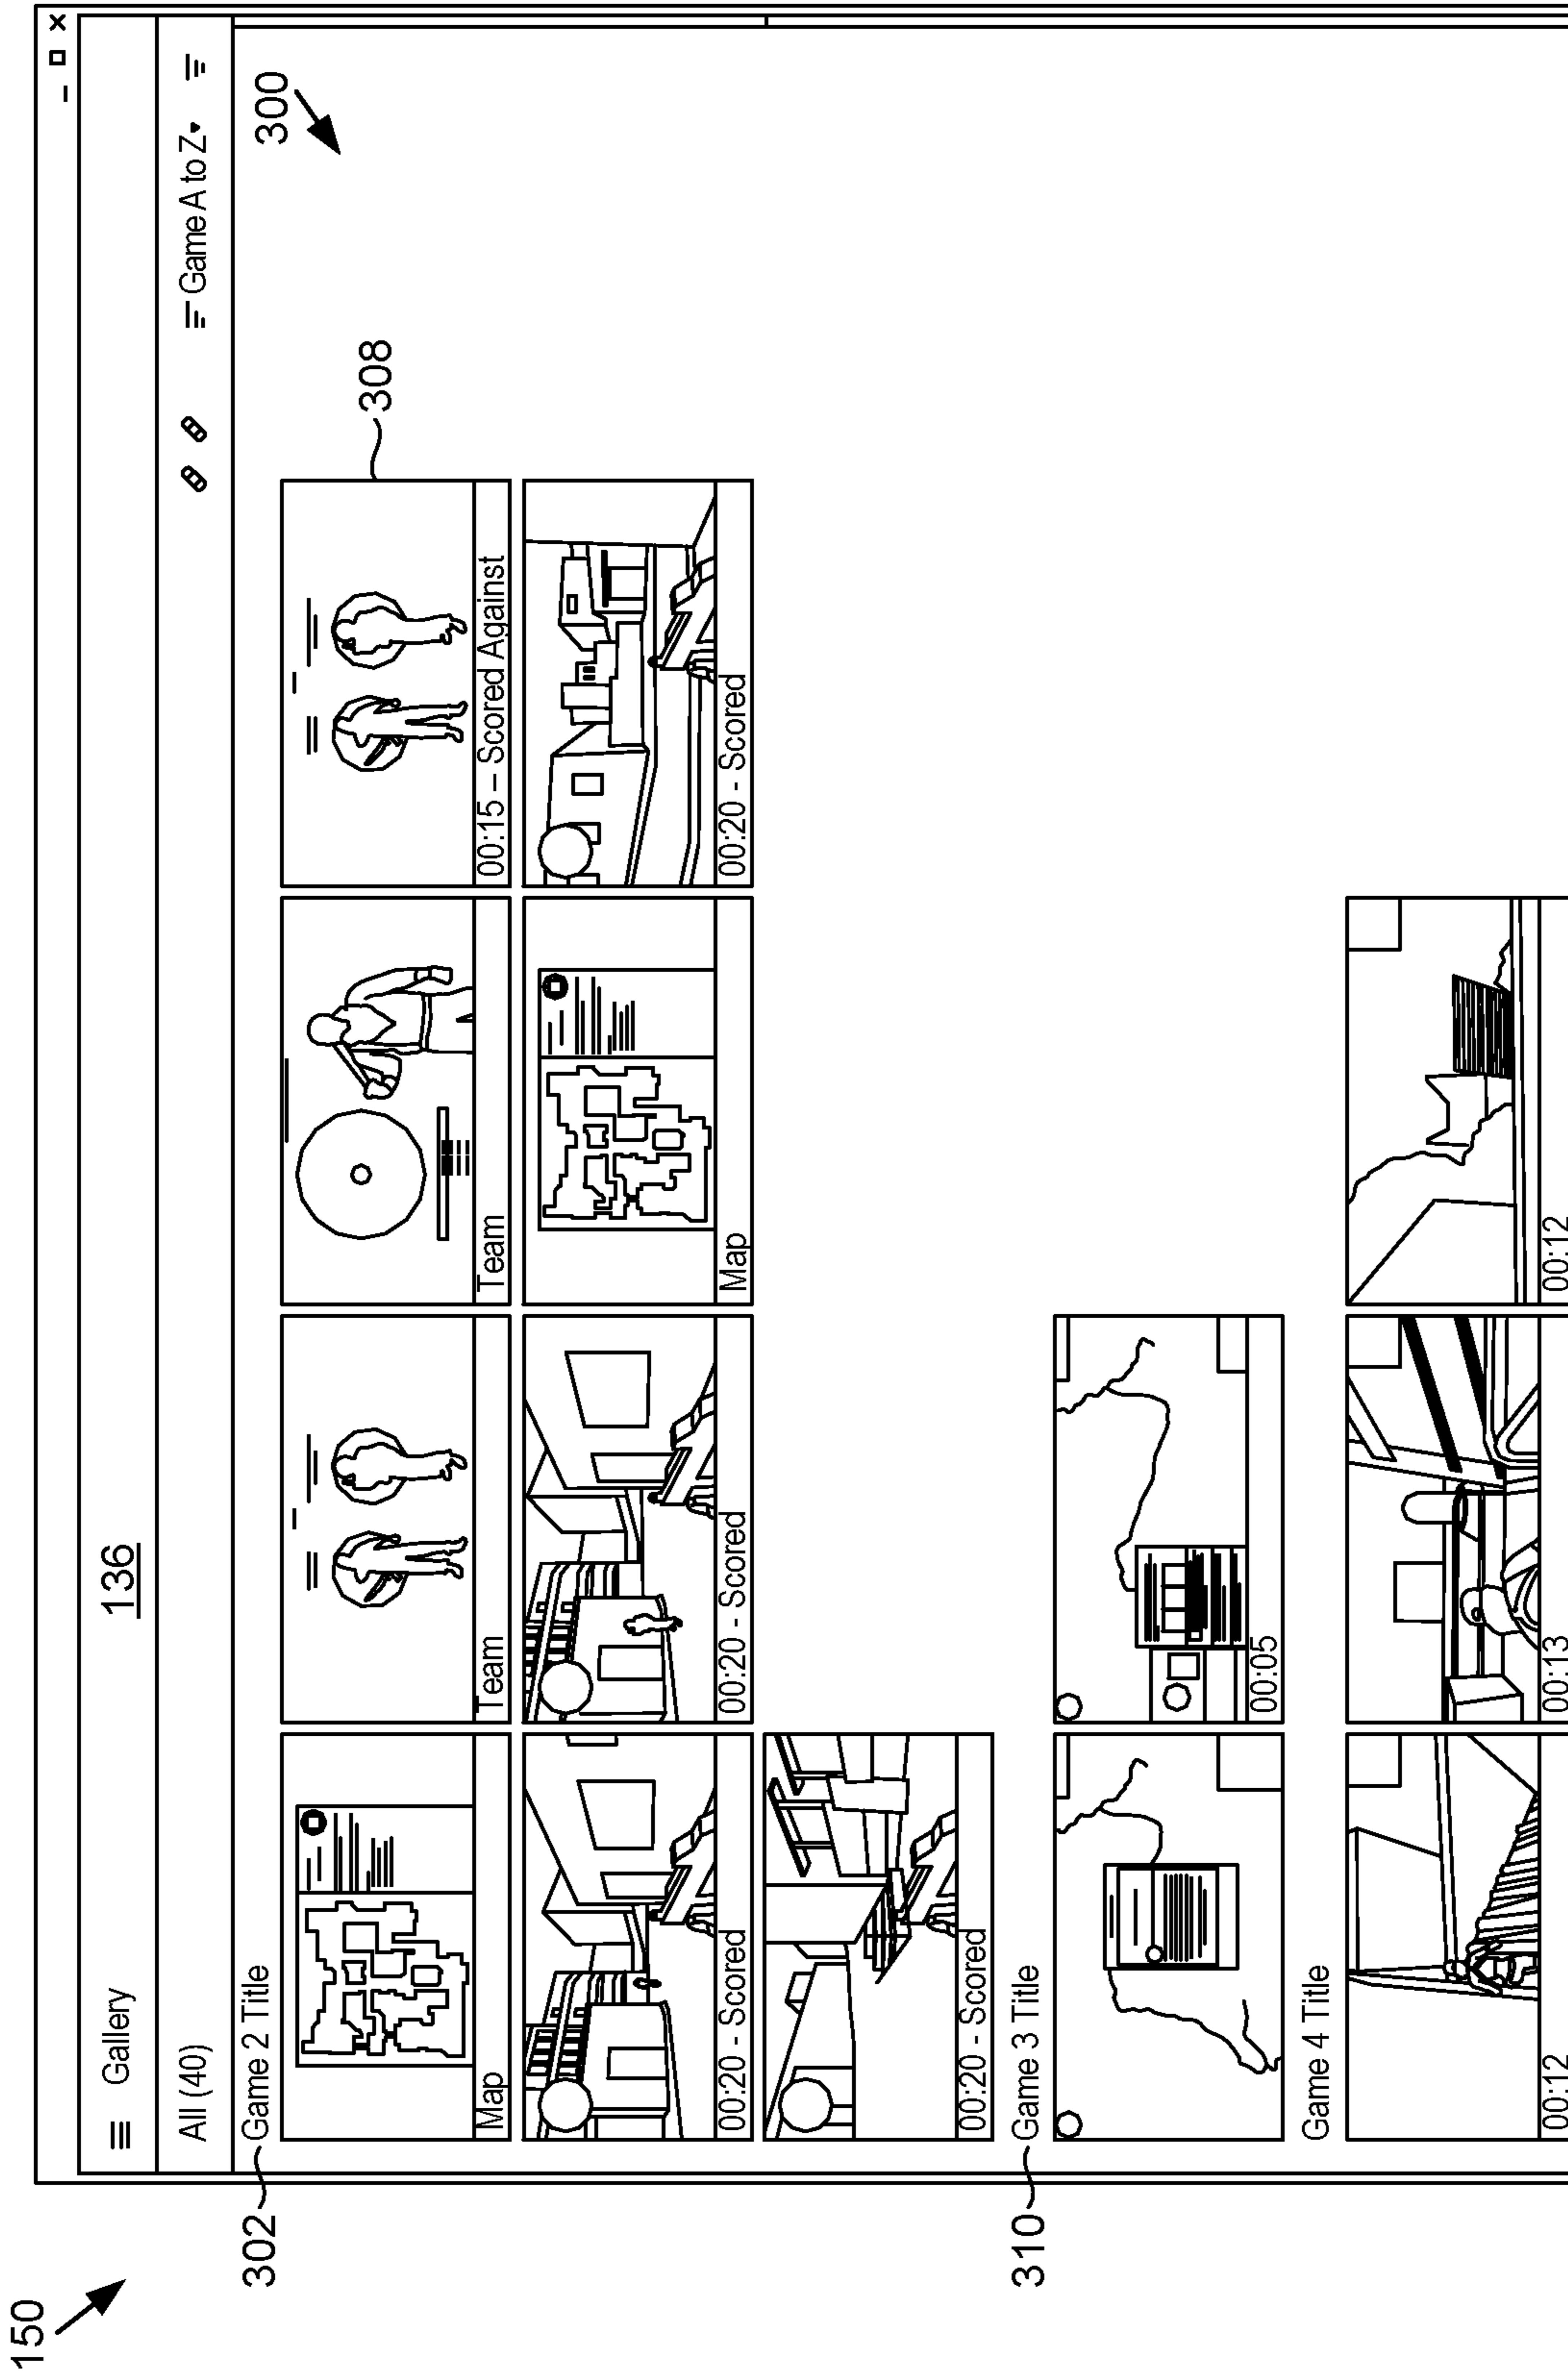 150
136
Gallery
All (40)
Game A to Z
300
302
Game 2 Title
308
Map
Team
Team
00:15 – Scored Against
00:20 - Scored
00:20 - Scored
Map
00:20 - Scored
00:20 - Scored
310
Game 3 Title
00:05
Game 4 Title
00:12
00:13
00:12